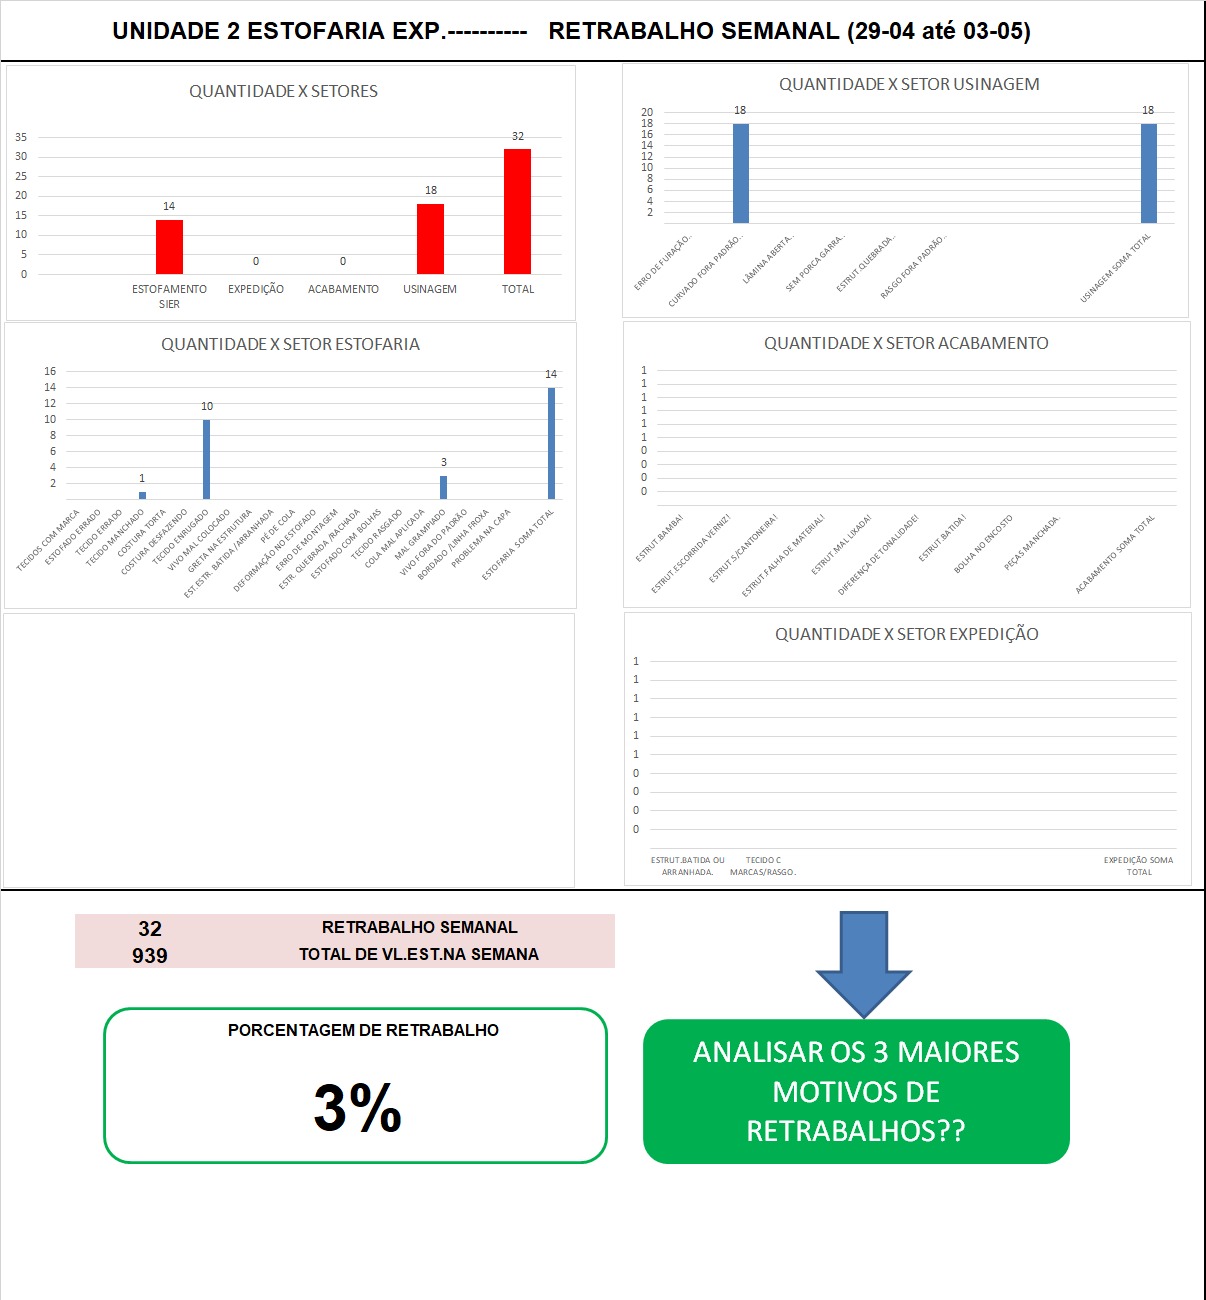 UNIDADE 2 ESTOFARIA EXP.---------- RETRABALHO SEMANAL (29-04 até 03-05)
QUANTIDADE X SETORES
35
30
25
20
15
10
5
0
14
0
0
18
32
ESTOFAMENTO
SIER
EXPEDIÇÃO
ACABAMENTO
USINAGEM
TOTAL
QUANTIDADE X SETOR USINAGEM
20
18
16
14
12
10
8
6
4
2
18
18
ERRO DE FURAÇÃO..
CURVADO FORA PADRÃO..
LÂMINA ABERTA..
SEM PORCA GARRA..
ESTRUT.QUEBRADA..
RASGO FORA PADRÃO..
USINAGEM SOMA TOTAL
QUANTIDADE X SETOR ESTOFARIA
16
14
12
10
8
6
4
2
1
10
3
14
TECIDOS COM MARCA
ESTOFADO ERRADO
TECIDO ERRADO
TECIDO MANCHADO
COSTURA TORTA
COSTURA DESFAZENDO
TECIDO ENRUGADO
VIVO MAL COLOCADO
GRETA NA ESTRUTURA
EST.ESTR. BATIDA /ARRANHADA
PÉ DE COLA
DEFORMAÇÃO NO ESTOFADO
ERRO DE MONTAGEM
ESTR. QUEBRADA /RACHADA
ESTOFADO COM BOLHAS
TECIDO RASGADO
COLA MAL APLICADA
MAL GRAMPIADO
VIVO FORA DO PADRÃO
BORDADO /LINHA FROXA
PROBLEMA NA CAPA
ESTOFARIA SOMA TOTAL
QUANTIDADE X SETOR ACABAMENTO
1
1
1
1
1
1
0
0
0
0
ESTRUT.BAMBA!
ESTRUT.ESCORRIDA VERNIZ!
ESTRUT.S/CANTONEIRA!
ESTRUT.FALHA DE MATERIAL!
ESTRUT.MAL LIXADA!
DIFERENÇA DE TONALIDADE!
ESTRUT.BATIDA!
BOLHA NO ENCOSTO
PEÇAS MANCHADA.
ACABAMENTO SOMA TOTAL
QUANTIDADE X SETOR EXPEDIÇÃO
1
1
1
1
1
1
0
0
0
0
ESTRUT.BATIDA OU
ARRANHADA.
TECIDO C
MARCAS/RASGO.
EXPEDIÇÃO SOMA
TOTAL
32 RETRABALHO SEMANAL
939 TOTAL DE VL.EST.NA SEMANA
PORCENTAGEM DE RETRABALHO
3%
ANALISAR OS 3 MAIORES
MOTIVOS DE
RETRABALHOS??